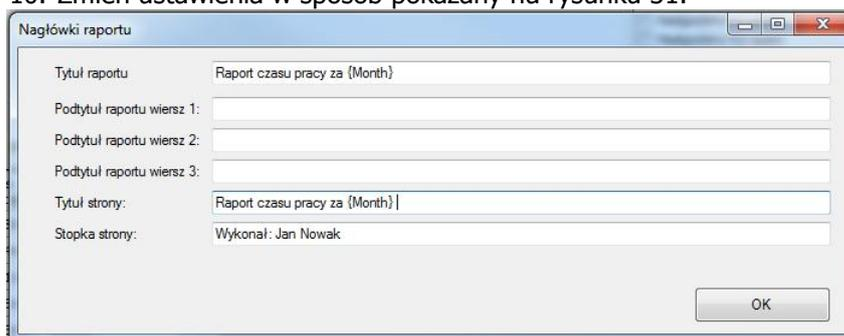 10. Zmień ustawienia w sposób pokazany na rysunku 51.
Nagłówki raportu
Tytuł raportu Raport czasu pracy za {Month}
Podtytuł raportu wiersz 1:
Podtytuł raportu wiersz 2:
Podtytuł raportu wiersz 3:
Tytuł strony: Raport czasu pracy za {Month}
Stopka strony: Wykonał: Jan Nowak
OK